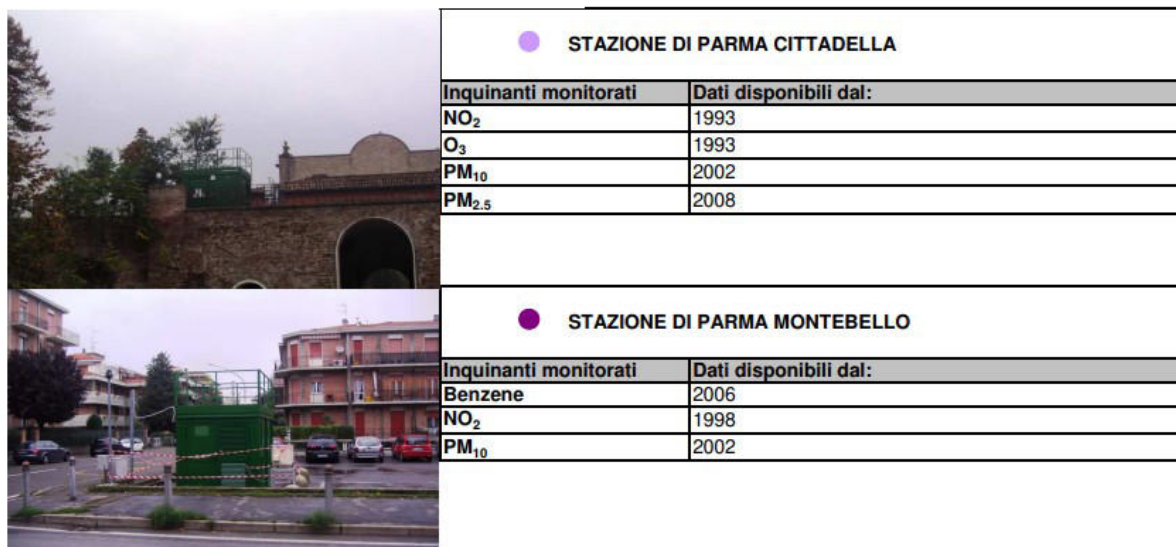 STAZIONE DI PARMA CITTADELLA
Inquinanti monitorati Dati disponibili dal:
NO₂ 1993
O₃ 1993
PM₁₀ 2002
PM₂.₅ 2008
STAZIONE DI PARMA MONTEBELLO
Inquinanti monitorati Dati disponibili dal:
Benzene 2006
NO₂ 1998
PM₁₀ 2002